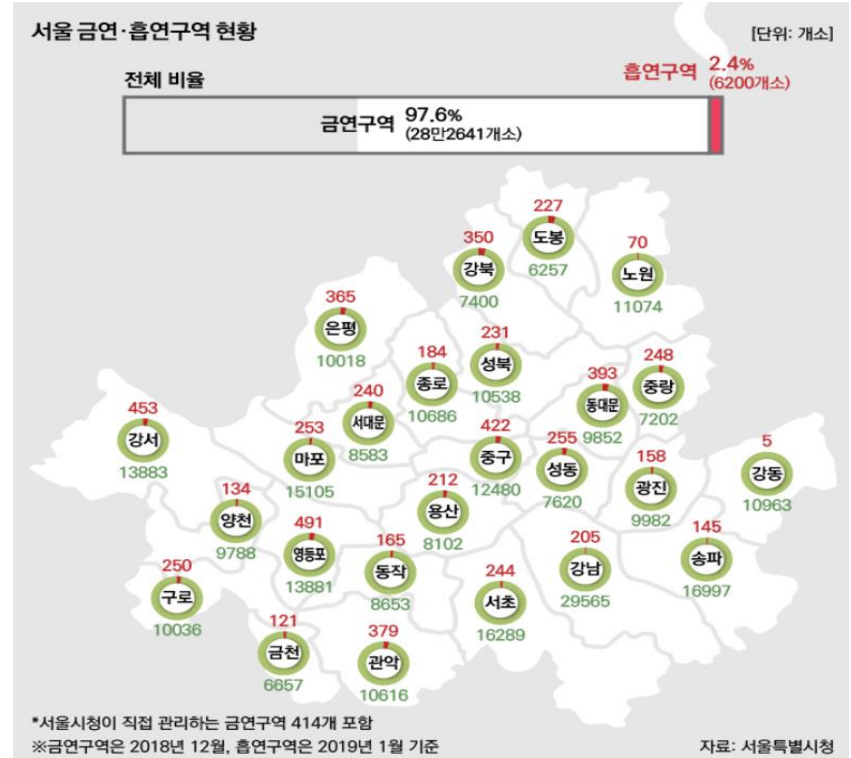 서울 금연·흡연구역 현황
[단위: 개소]
전체 비율
흡연구역 2.4%
(6200개소)
금연구역 97.6%
(28만2641개소)
227
도봉
6257
350
강북
7400
70
노원
11074
365
은평
10018
231
성북
10538
184
종로
10686
248
중랑
7202
393
동대문
9852
240
서대문
8583
453
강서
13883
253
마포
15105
422
중구
12480
255
성동
7620
158
광진
9982
5
강동
10963
134
양천
9788
212
용산
8102
491
영등포
13881
165
동작
8653
205
강남
29565
145
송파
16997
250
구로
10036
244
서초
16289
121
금천
6657
379
관악
10616
*서울시청이 직접 관리하는 금연구역 414개 포함
※금연구역은 2018년 12월, 흡연구역은 2019년 1월 기준
자료: 서울특별시청